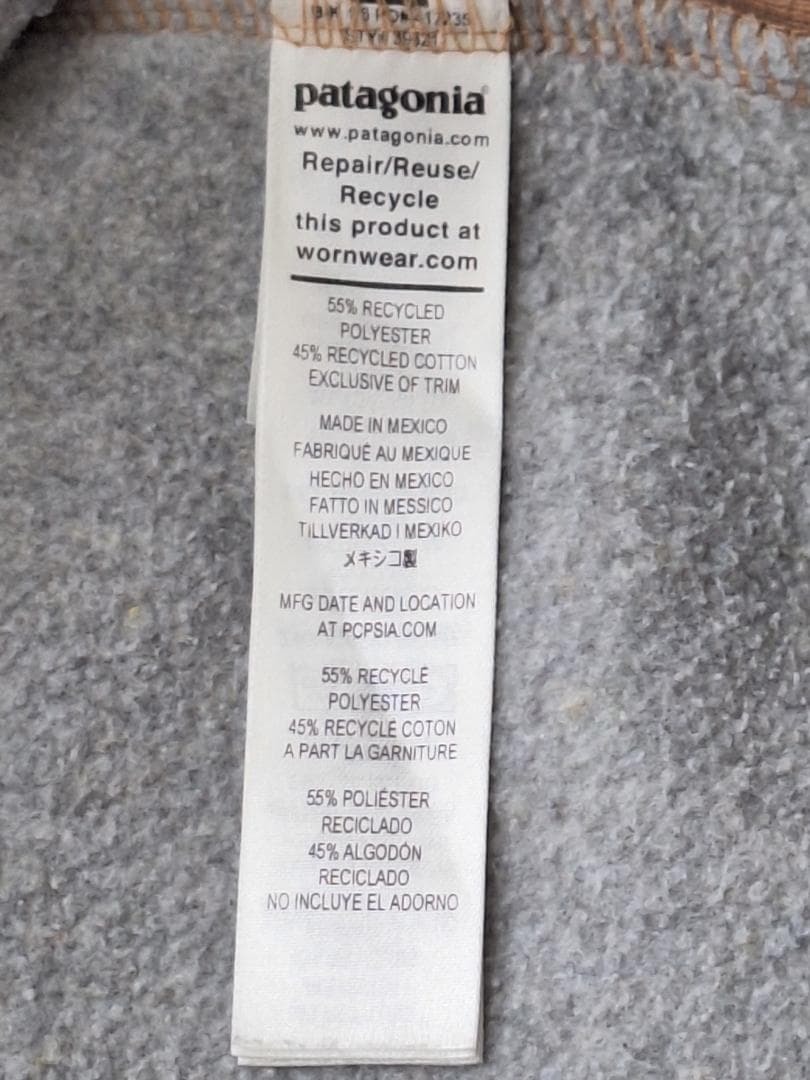 patagonia
www.patagonia.com
Repair/Reuse/
Recycle
this product at
wornwear.com
55% RECYCLED
POLYESTER
45% RECYCLED COTTON
EXCLUSIVE OF TRIM
MADE IN MEXICO
FABRIQUÉ AU MEXIQUE
HECHO EN MÉXICO
FATTO IN MESSICO
TILLVERKAD I MEXIKO
メキシコ製
MFG DATE AND LOCATION
AT PCPSIA.COM
55% RECYCLÉ
POLYESTER
45% RECYCLÉ COTON
A PART LA GARNITURE
55% POLIÉSTER
RECICLADO
45% ALGODÓN
RECICLADO
NO INCLUYE EL ADORNO